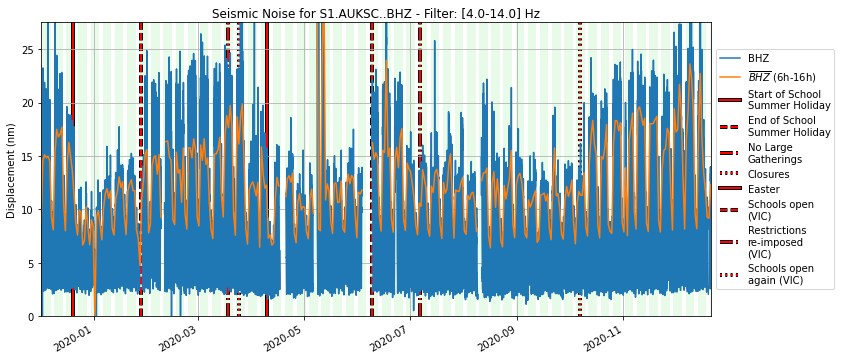 Seismic Noise for S1.AUKSC..BHZ - Filter: [4.0-14.0] Hz
25
20
15
10
5
0
Displacement (nm)
2020-01
2020-03
2020-05
2020-07
2020-09
2020-11
BHZ
BHZ (6h-16h)
Start of School
Summer Holiday
End of School
Summer Holiday
No Large
Gatherings
Closures
Easter
Schools open
(VIC)
Restrictions
re-imposed
(VIC)
Schools open
again (VIC)